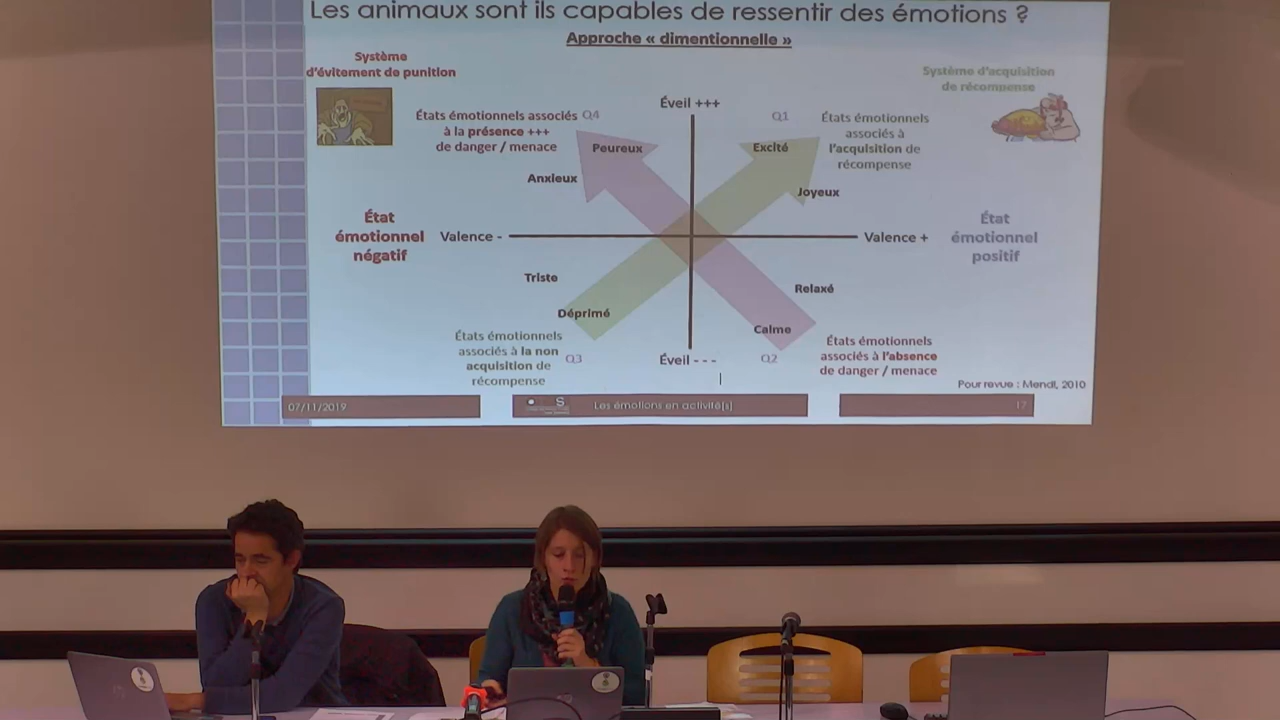 Les animaux sont ils capables de ressentir des émotions ?
Approche « dimentionnelle »
Système
d'évitement de punition
Système d'acquisition
de récompense
Éveil +++
États émotionnels associés
à la présence +++
de danger / menace
Q4
Q1
États émotionnels
associés à
l'acquisition de
récompense
Peureux
Excité
Anxieux
Joyeux
État
émotionnel
négatif
Valence -
Valence +
État
émotionnel
positif
Triste
Relaxé
Déprimé
Calme
États émotionnels
associés à la non
acquisition de
récompense
Q3
Éveil - - -
Q2
États émotionnels
associés à l'absence
de danger / menace
Pour revue : Mendl, 2010
07/11/2019
S
Les émotions en activité(s)
17